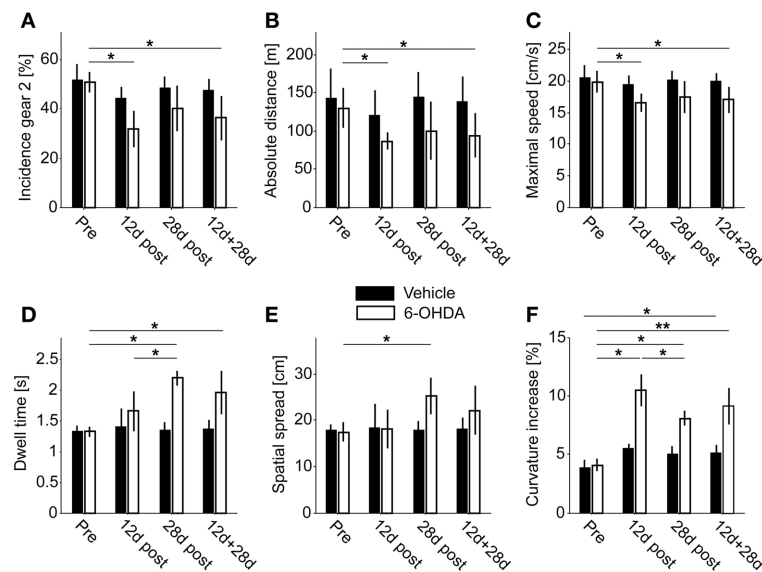 A
Incidence gear 2 [%]
60
40
20
0
*
*
Pre
12d post
28d post
12d+28d
B
Absolute distance [m]
200
150
100
50
0
*
*
Pre
12d post
28d post
12d+28d
C
Maximal speed [cm/s]
25
20
15
10
5
0
*
*
Pre
12d post
28d post
12d+28d
Vehicle
6-OHDA
D
Dwell time [s]
2.5
2
1.5
1
0.5
0
*
*
*
Pre
12d post
28d post
12d+28d
E
Spatial spread [cm]
40
30
20
10
0
*
Pre
12d post
28d post
12d+28d
F
Curvature increase [%]
15
10
5
0
*
**
*
*
*
Pre
12d post
28d post
12d+28d